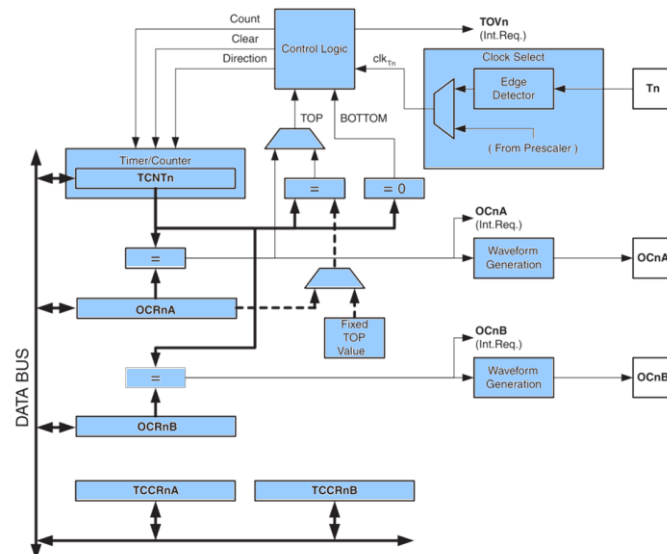 Count
Clear
Direction
Control Logic
TOVn
(Int.Req.)
clkTn
Clock Select
Edge
Detector
Tn
( From Prescaler )
TOP
BOTTOM
Timer/Counter
TCNTn
=
= 0
=
OCnA
(Int.Req.)
Waveform
Generation
OCnA
OCRnA
Fixed
TOP
Value
OCnB
(Int.Req.)
=
Waveform
Generation
OCnB
OCRnB
DATA BUS
TCCRnA
TCCRnB